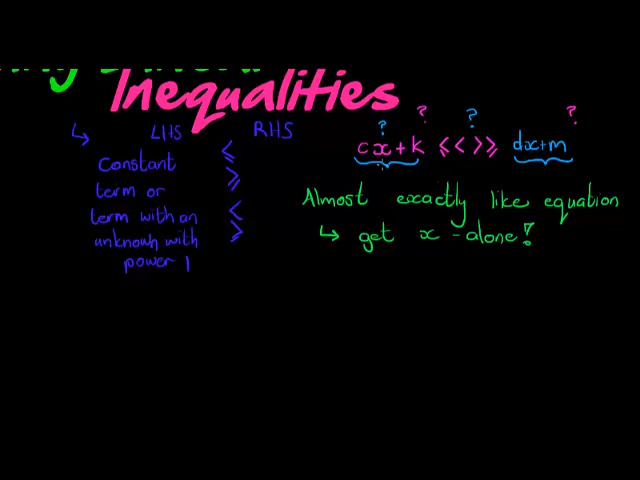 Inequalities
↳ LHS RHS
Constant
term or
term with an
unknown with
power 1
≤
≥
<
>
? ? ? ?
cx + k ≤ < > ≥ dx+m
Almost exactly like equation
↳ get x - alone!